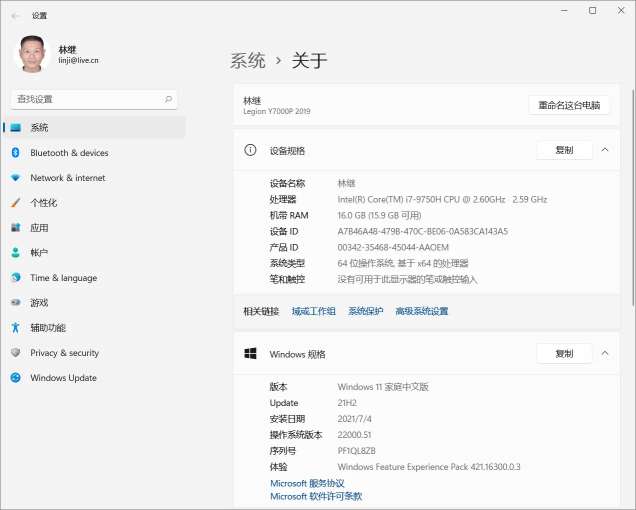 设置
林继
linji@live.cn
查找设置
系统
Bluetooth & devices
Network & internet
个性化
应用
帐户
Time & language
游戏
辅助功能
Privacy & security
Windows Update
系统 › 关于
林继
Legion Y7000P 2019
重命名这台电脑
设备规格
复制
设备名称 林继
处理器 Intel(R) Core(TM) i7-9750H CPU @ 2.60GHz 2.59 GHz
机带 RAM 16.0 GB (15.9 GB 可用)
设备 ID A7B46A48-479B-470C-BE06-0A583CA143A5
产品 ID 00342-35468-45044-AAOEM
系统类型 64 位操作系统, 基于 x64 的处理器
笔和触控 没有可用于此显示器的笔或触控输入
相关链接 域或工作组 系统保护 高级系统设置
Windows 规格
复制
版本 Windows 11 家庭中文版
Update 21H2
安装日期 2021/7/4
操作系统版本 22000.51
序列号 PF1QL8ZB
体验 Windows Feature Experience Pack 421.16300.0.3
Microsoft 服务协议
Microsoft 软件许可条款